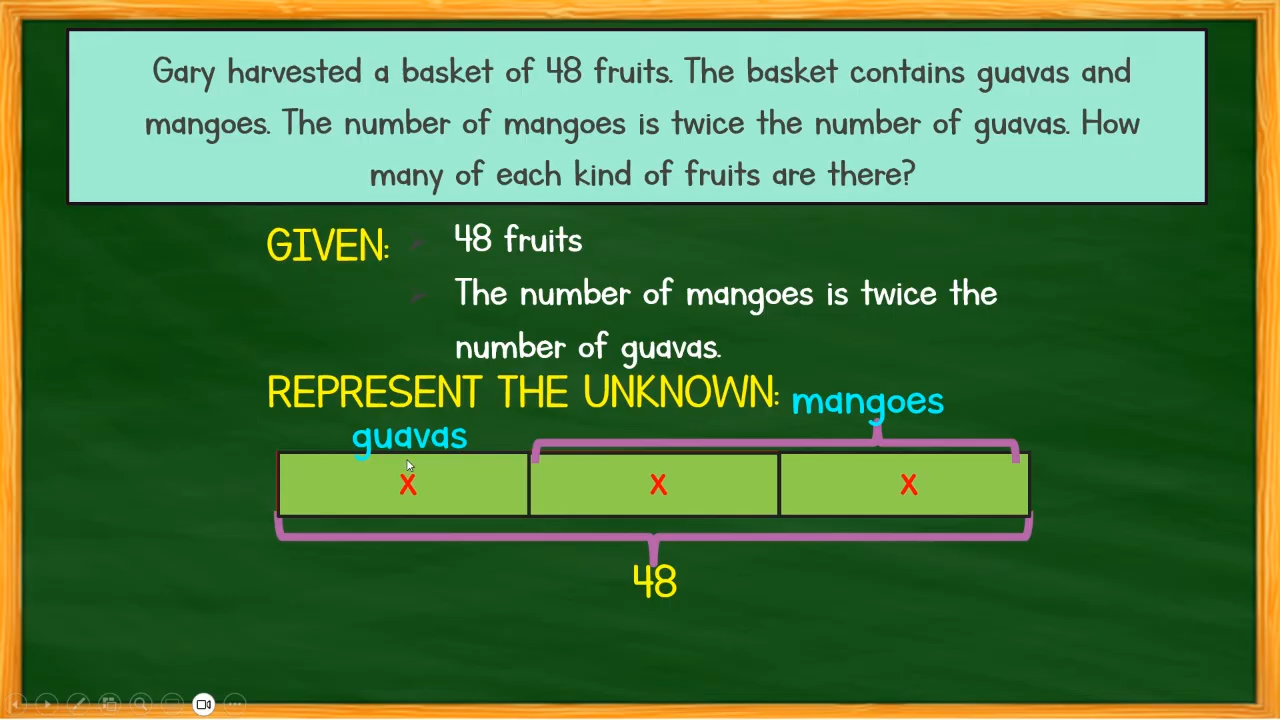 Gary harvested a basket of 48 fruits. The basket contains guavas and
mangoes. The number of mangoes is twice the number of guavas. How
many of each kind of fruits are there?
GIVEN:
48 fruits
The number of mangoes is twice the
number of guavas.
REPRESENT THE UNKNOWN:
mangoes
guavas
x x x
48